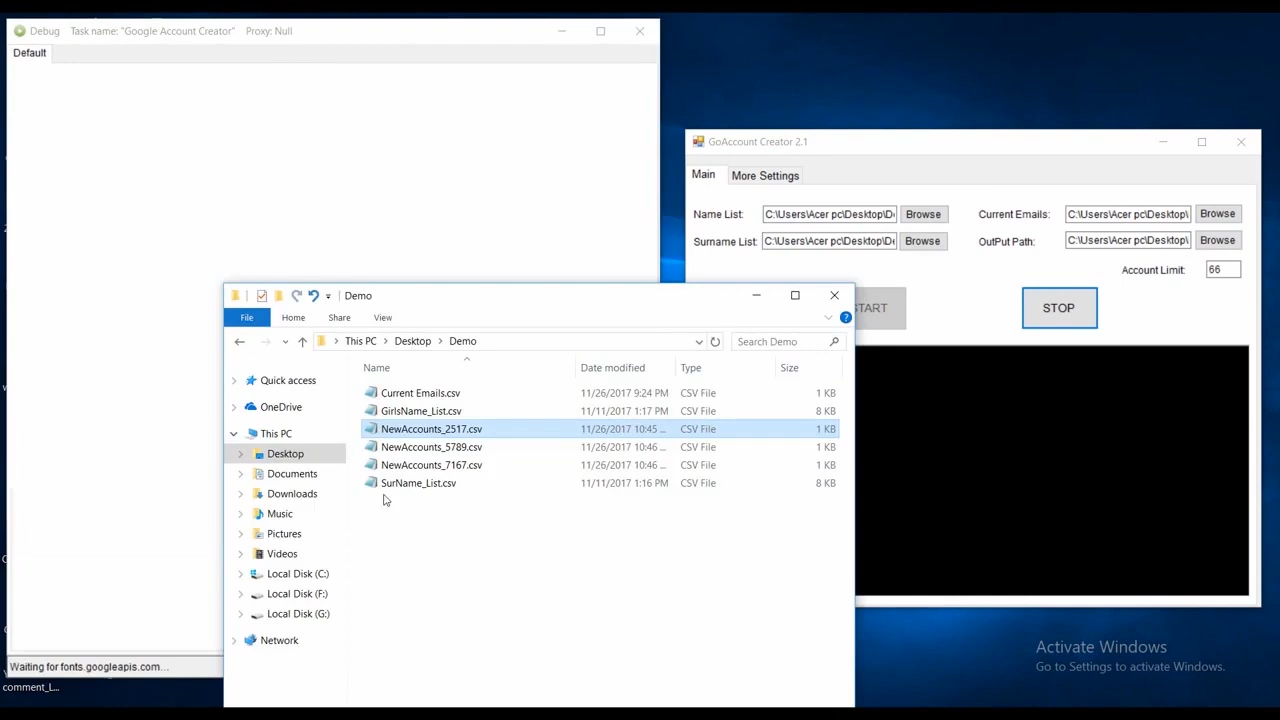 Debug Task name: "Google Account Creator" Proxy: Null
Default
GoAccount Creator 2.1
Main More Settings
Name List: C:\Users\Acer pc\Desktop\D Browse Current Emails: C:\Users\Acer pc\Desktop\ Browse
Surname List: C:\Users\Acer pc\Desktop\De Browse OutPut Path: C:\Users\Acer pc\Desktop\ Browse
Account Limit: 66
START STOP
Demo
File Home Share View
This PC > Desktop > Demo Search Demo
Name Date modified Type Size
Quick access
OneDrive
This PC
Desktop
Documents
Downloads
Music
Pictures
Videos
Local Disk (C:)
Local Disk (F:)
Local Disk (G:)
Network
Current Emails.csv 11/26/2017 9:24 PM CSV File 1 KB
GirlsName_List.csv 11/11/2017 1:17 PM CSV File 8 KB
NewAccounts_2517.csv 11/26/2017 10:45 ... CSV File 1 KB
NewAccounts_5789.csv 11/26/2017 10:46 ... CSV File 1 KB
NewAccounts_7167.csv 11/26/2017 10:46 ... CSV File 1 KB
SurName_List.csv 11/11/2017 1:16 PM CSV File 8 KB
Waiting for fonts.googleapis.com...
comment_L...
Activate Windows
Go to Settings to activate Windows.